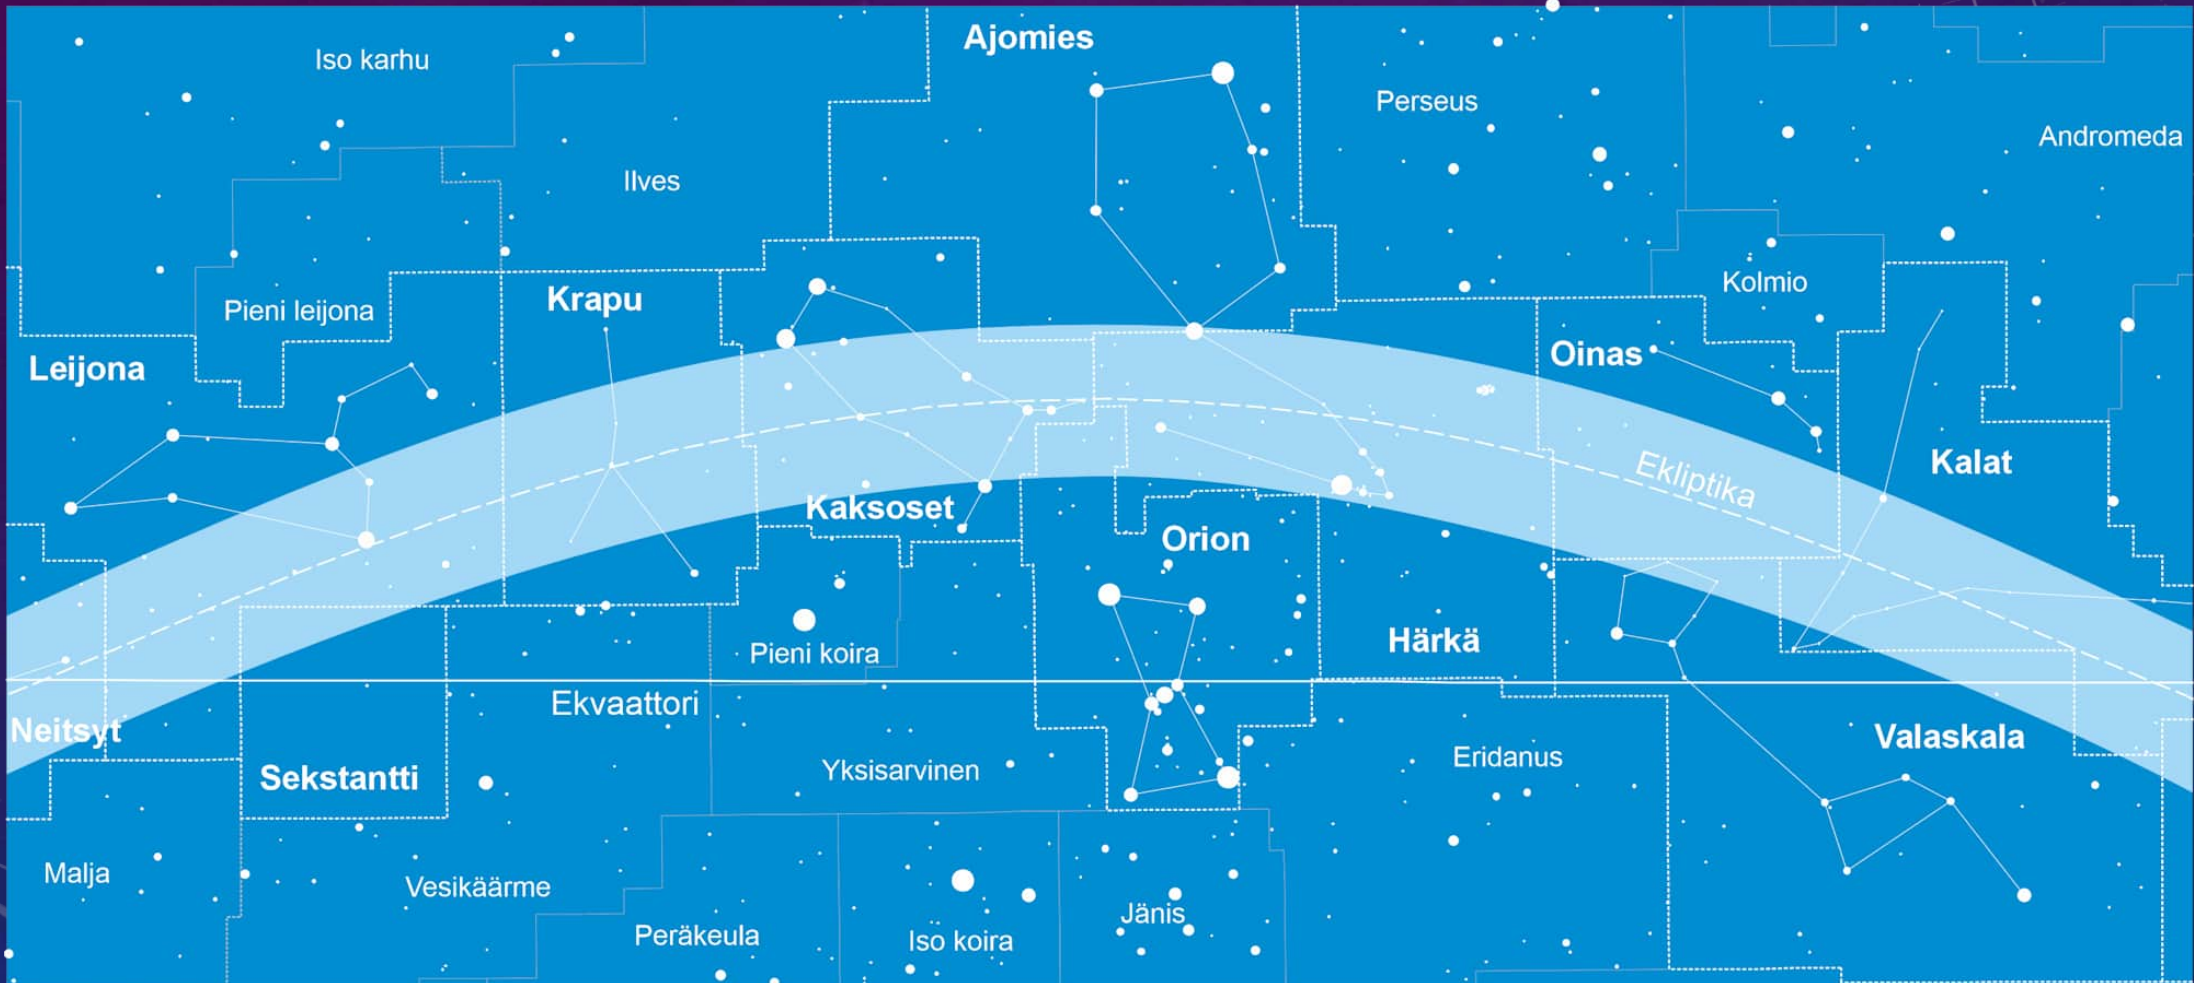 Ajomies
Iso karhu
Perseus
Andromeda
Ilves
Kolmio
Krapu
Pieni leijona
Oinas
Leijona
Kalat
Ekliptika
Kaksoset
Orion
Härkä
Pieni koira
Ekvaattori
Neitsyt
Valaskala
Eridanus
Yksisarvinen
Sekstantti
Malja
Vesikäärme
Jänis
Peräkeula
Iso koira